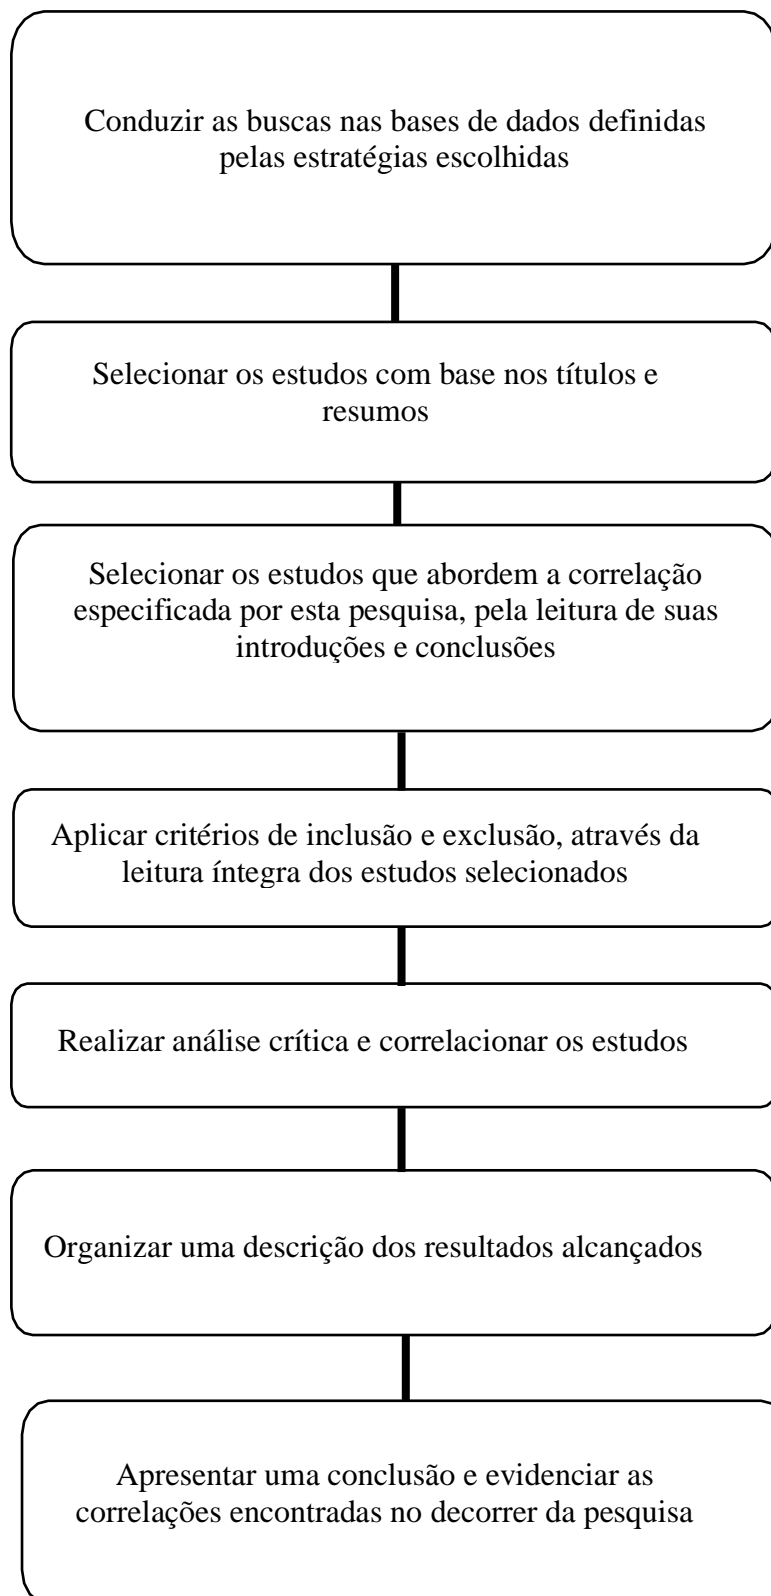 Conduzir as buscas nas bases de dados definidas
pelas estratégias escolhidas
Selecionar os estudos com base nos títulos e
resumos
Selecionar os estudos que abordem a correlação
especificada por esta pesquisa, pela leitura de suas
introduções e conclusões
Aplicar critérios de inclusão e exclusão, através da
leitura íntegra dos estudos selecionados
Realizar análise crítica e correlacionar os estudos
Organizar uma descrição dos resultados alcançados
Apresentar uma conclusão e evidenciar as
correlações encontradas no decorrer da pesquisa